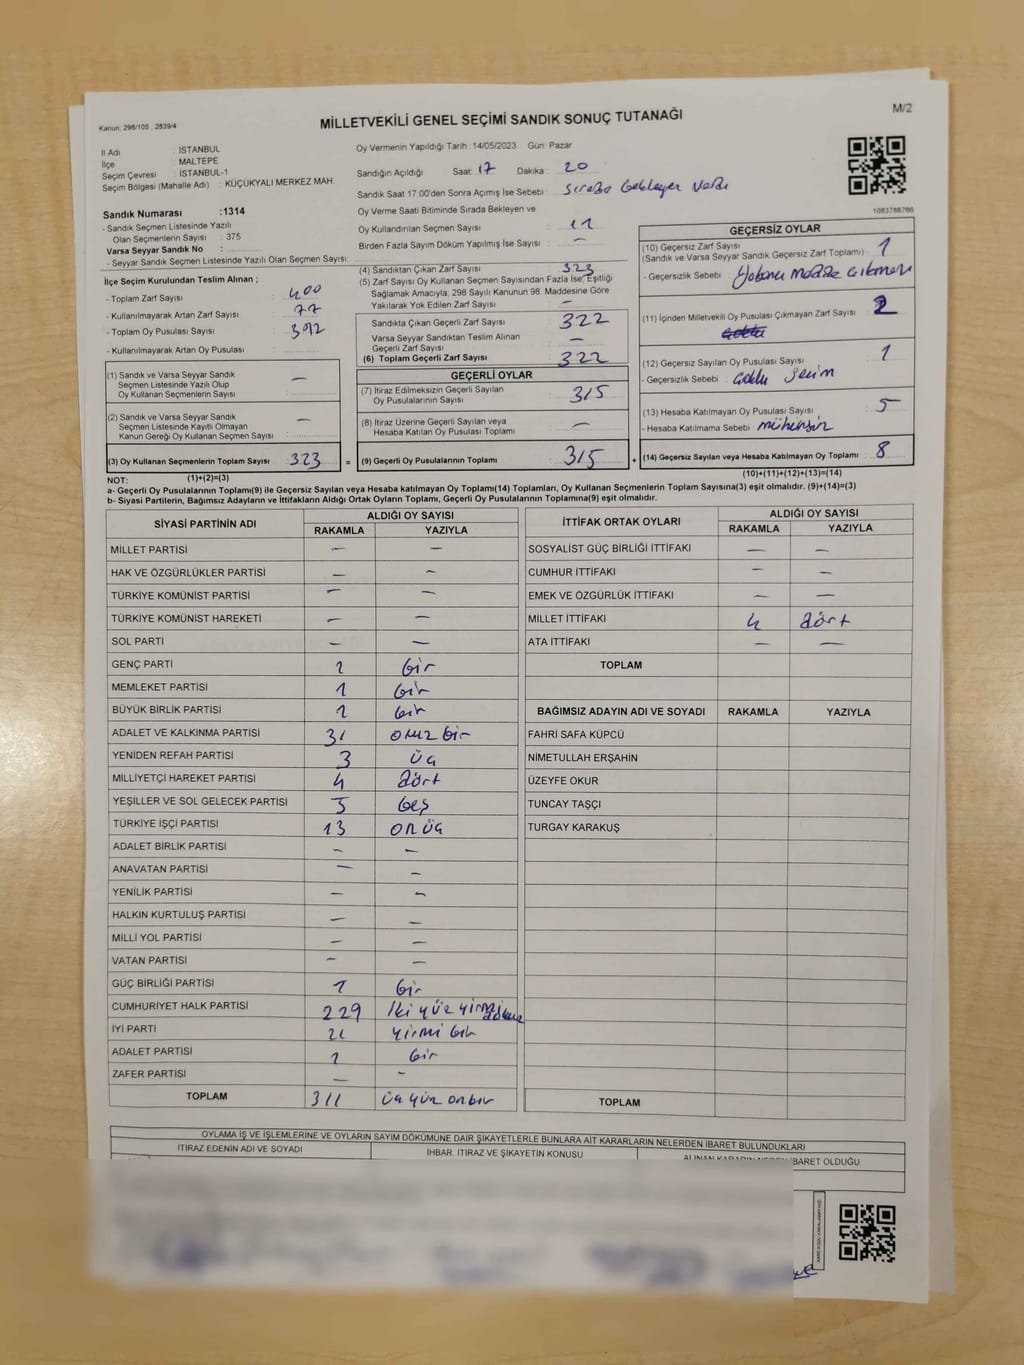 M/2
Kanun: 298/105 , 2839/4
MİLLETVEKİLİ GENEL SEÇİMİ SANDIK SONUÇ TUTANAĞI
İl Adı : İSTANBUL
İlçe : MALTEPE
Seçim Çevresi : İSTANBUL-1
Seçim Bölgesi (Mahalle Adı) : KÜÇÜKYALI MERKEZ MAH.
Sandık Numarası :1314
- Sandık Seçmen Listesinde Yazılı
Olan Seçmenlerin Sayısı : 375
Varsa Seyyar Sandık No :
- Seyyar Sandık Seçmen Listesinde Yazılı Olan Seçmen Sayısı:
Oy Vermenin Yapıldığı Tarih :14/05/2023 Gün: Pazar
Sandığın Açıldığı Saat: 17 Dakika : 20
Sandık Saat 17:00'den Sonra Açımış İse Sebebi : Sırada bekleyen Vardı
Oy Verme Saati Bitiminde Sırada Bekleyen ve
Oy Kullandırılan Seçmen Sayısı : 11
Birden Fazla Sayım Döküm Yapılmış İse Sayısı : —
1083786766
İlçe Seçim Kurulundan Teslim Alınan ;
- Toplam Zarf Sayısı : 400
- Kullanılmayarak Artan Zarf Sayısı : 77
- Toplam Oy Pusulası Sayısı : 392
- Kullanılmayarak Artan Oy Pusulası :
(1) Sandık ve Varsa Seyyar Sandık
Seçmen Listesinde Yazılı Olup
Oy Kullanan Seçmenlerin Sayısı : —
(2) Sandık ve Varsa Seyyar Sandık
Seçmen Listesinde Kayıtlı Olmayan
Kanun Gereği Oy Kullanan Seçmen Sayısı : —
(3) Oy Kullanan Seçmenlerin Toplam Sayısı : 323
(1)+(2)=(3)
(4) Sandıktan Çıkan Zarf Sayısı : 323
(5) Zarf Sayısı Oy Kullanan Seçmen Sayısından Fazla İse; Eşitliği
Sağlamak Amacıyla, 298 Sayılı Kanunun 98. Maddesine Göre
Yakılarak Yok Edilen Zarf Sayısı : —
Sandıkta Çıkan Geçerli Zarf Sayısı : 322
Varsa Seyyar Sandıktan Teslim Alınan
Geçerli Zarf Sayısı : —
(6) Toplam Geçerli Zarf Sayısı : 322
GEÇERLİ OYLAR
(7) İtiraz Edilmeksizin Geçerli Sayılan
Oy Pusulalarının Sayısı : 315
(8) İtiraz Üzerine Geçerli Sayılan veya
Hesaba Katılan Oy Pusulası Toplamı : —
= (9) Geçerli Oy Pusulalarının Toplamı : 315 +
GEÇERSİZ OYLAR
(10) Geçersiz Zarf Sayısı : 1
(Sandık ve Varsa Seyyar Sandık Geçersiz Zarf Toplamı)
- Geçersizlik Sebebi : Yabancı madde
(11) İçinden Milletvekili Oy Pusulası Çıkmayan Zarf Sayısı : 2
(12) Geçersiz Sayılan Oy Pusulası Sayısı : 1
- Geçersizlik Sebebi : Çoklu Seçim
(13) Hesaba Katılmayan Oy Pusulası Sayısı : 5
- Hesaba Katılmama Sebebi : mühürsüz
(14) Geçersiz Sayılan veya Hesaba Katılmayan Oy Toplamı : 8
(10)+(11)+(12)+(13)=(14)
NOT:
a- Geçerli Oy Pusulalarının Toplamı(9) ile Geçersiz Sayılan veya Hesaba katılmayan Oy Toplamı(14) Toplamları, Oy Kullanan Seçmenlerin Toplam Sayısına(3) eşit olmalıdır. (9)+(14)=(3)
b- Siyasi Partilerin, Bağımsız Adayların ve İttifakların Aldığı Ortak Oyların Toplamı, Geçerli Oy Pusulalarının Toplamına(9) eşit olmalıdır.
SİYASİ PARTİNİN ADI ALDIĞI OY SAYISI
RAKAMLA YAZIYLA
MİLLET PARTİSİ — —
HAK VE ÖZGÜRLÜKLER PARTİSİ — —
TÜRKİYE KOMÜNİST PARTİSİ — —
TÜRKİYE KOMÜNİST HAREKETİ — —
SOL PARTİ — —
GENÇ PARTİ 1 bir
MEMLEKET PARTİSİ 1 bir
BÜYÜK BİRLİK PARTİSİ 1 bir
ADALET VE KALKINMA PARTİSİ 31 otuz bir
YENİDEN REFAH PARTİSİ 3 üç
MİLLİYETÇİ HAREKET PARTİSİ 4 dört
YEŞİLLER VE SOL GELECEK PARTİSİ 5 beş
TÜRKİYE İŞÇİ PARTİSİ 13 on üç
ADALET BİRLİK PARTİSİ — —
ANAVATAN PARTİSİ — —
YENİLİK PARTİSİ — —
HALKIN KURTULUŞ PARTİSİ — —
MİLLİ YOL PARTİSİ — —
VATAN PARTİSİ — —
GÜÇ BİRLİĞİ PARTİSİ 1 bir
CUMHURİYET HALK PARTİSİ 229 İki yüz yirmi dokuz
İYİ PARTİ 21 yirmi bir
ADALET PARTİSİ 1 bir
ZAFER PARTİSİ — —
TOPLAM 311 üç yüz onbir
İTTİFAK ORTAK OYLARI ALDIĞI OY SAYISI
RAKAMLA YAZIYLA
SOSYALİST GÜÇ BİRLİĞİ İTTİFAKI — —
CUMHUR İTTİFAKI — —
EMEK VE ÖZGÜRLÜK İTTİFAKI — —
MİLLET İTTİFAKI 4 dört
ATA İTTİFAKI — —
TOPLAM
BAĞIMSIZ ADAYIN ADI VE SOYADI RAKAMLA YAZIYLA
FAHRİ SAFA KÜPCÜ
NİMETULLAH ERŞAHİN
ÜZEYFE OKUR
TUNCAY TAŞÇI
TURGAY KARAKUŞ
TOPLAM
OYLAMA İŞ VE İŞLEMLERİNE VE OYLARIN SAYIM DÖKÜMÜNE DAİR ŞİKAYETLERLE BUNLARA AİT KARARLARIN NELERDEN İBARET BULUNDUKLARI
İTİRAZ EDENİN ADI VE SOYADI İHBAR, İTİRAZ VE ŞİKAYETİN KONUSU ALINAN KARARIN NEDEN İBARET OLDUĞU